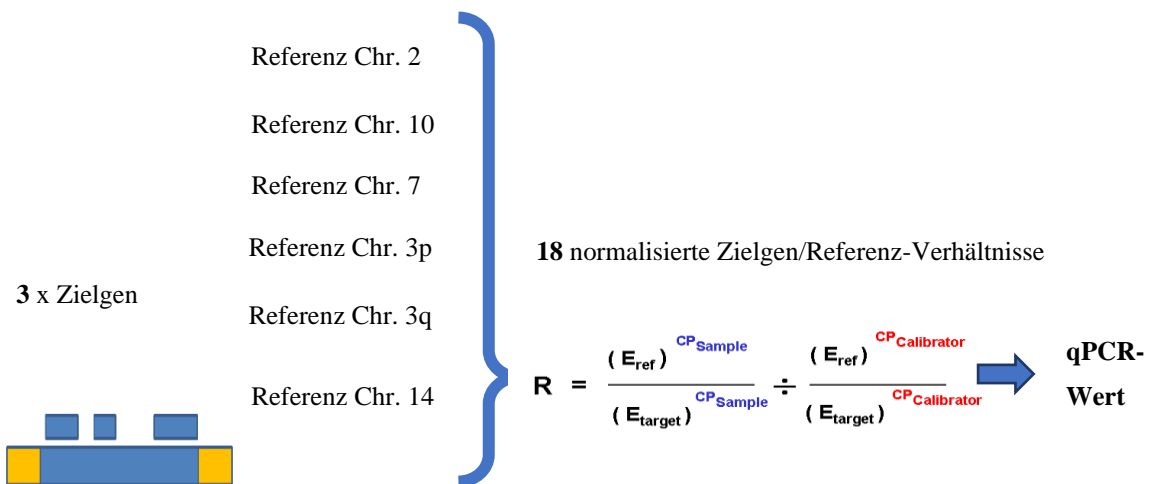 Referenz Chr. 2
Referenz Chr. 10
Referenz Chr. 7
Referenz Chr. 3p
Referenz Chr. 3q
Referenz Chr. 14
3 x Zielgen
18 normalisierte Zielgen/Referenz-Verhältnisse
R = (E_ref)^CP_Sample / (E_target)^CP_Sample ÷ (E_ref)^CP_Calibrator / (E_target)^CP_Calibrator
qPCR-
Wert